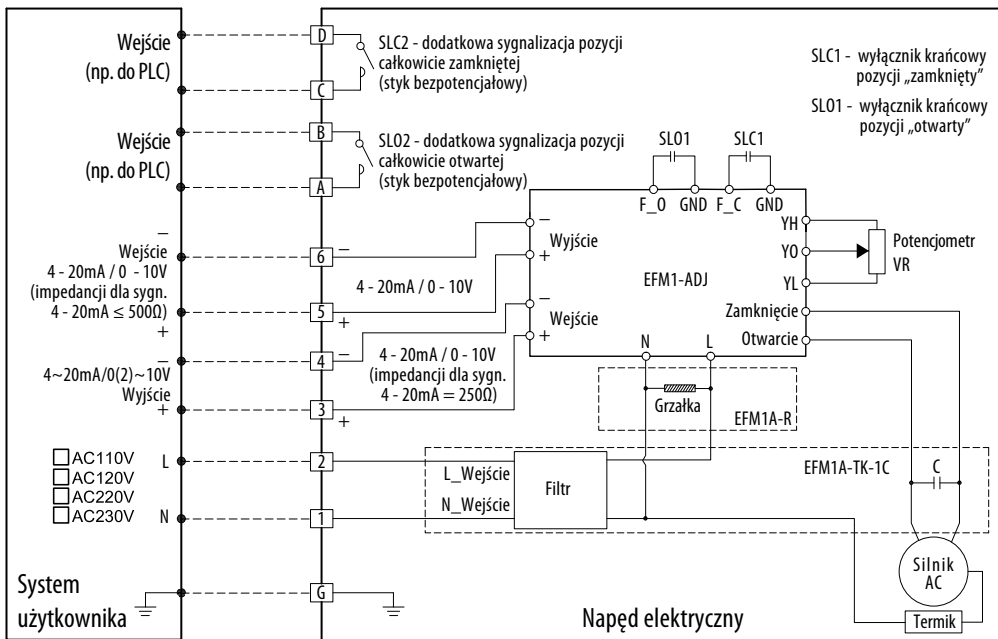 Wejście
(np. do PLC)
Wejście
(np. do PLC)
−
Wejście
4 - 20mA / 0 - 10V
(impedancji dla sygn.
4 - 20mA ≤ 500Ω)
+
−
4~20mA/0(2)~10V
Wyjście
+
AC110V
AC120V
AC220V
AC230V
L
N
System
użytkownika
D
C
B
A
6
−
5
+
4
−
3
+
2
1
G
SLC2 - dodatkowa sygnalizacja pozycji
całkowicie zamkniętej
(styk bezpotencjałowy)
SLO2 - dodatkowa sygnalizacja pozycji
całkowicie otwartej
(styk bezpotencjałowy)
4 - 20mA / 0 - 10V
4 - 20mA / 0 - 10V
(impedancji dla sygn.
4 - 20mA = 250Ω)
SLC1 - wyłącznik krańcowy
pozycji „zamknięty”
SLO1 - wyłącznik krańcowy
pozycji „otwarty”
SLO1
SLC1
F_O
GND
F_C
GND
−
Wyjście
+
−
Wejście
+
EFM1-ADJ
YH
YO
YL
Zamknięcie
Otwarcie
N
L
Potencjometr
VR
Grzałka
EFM1A-R
EFM1A-TK-1C
L_Wejście
N_Wejście
Filtr
C
Silnik
AC
Termik
Napęd elektryczny